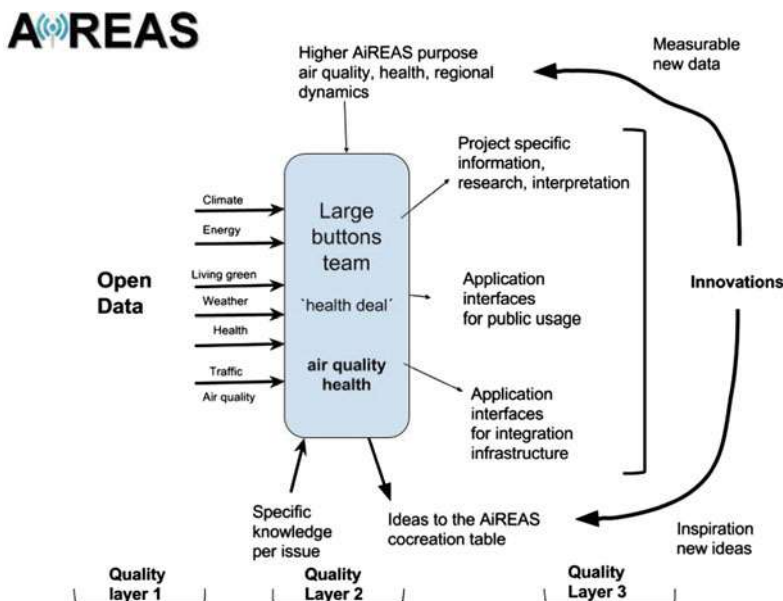 AiREAS
Higher AiREAS purpose
air quality, health, regional
dynamics
Measurable
new data
Project specific
information,
research, interpretation
Climate
Energy
Living green
Weather
Health
Traffic
Air quality
Open
Data
Large
buttons
team
`health deal´
air quality
health
Application
interfaces
for public usage
Innovations
Application
interfaces
for integration
infrastructure
Specific
knowledge
per issue
Ideas to the AiREAS
cocreation table
Inspiration
new ideas
Quality
layer 1
Quality
Layer 2
Quality
Layer 3